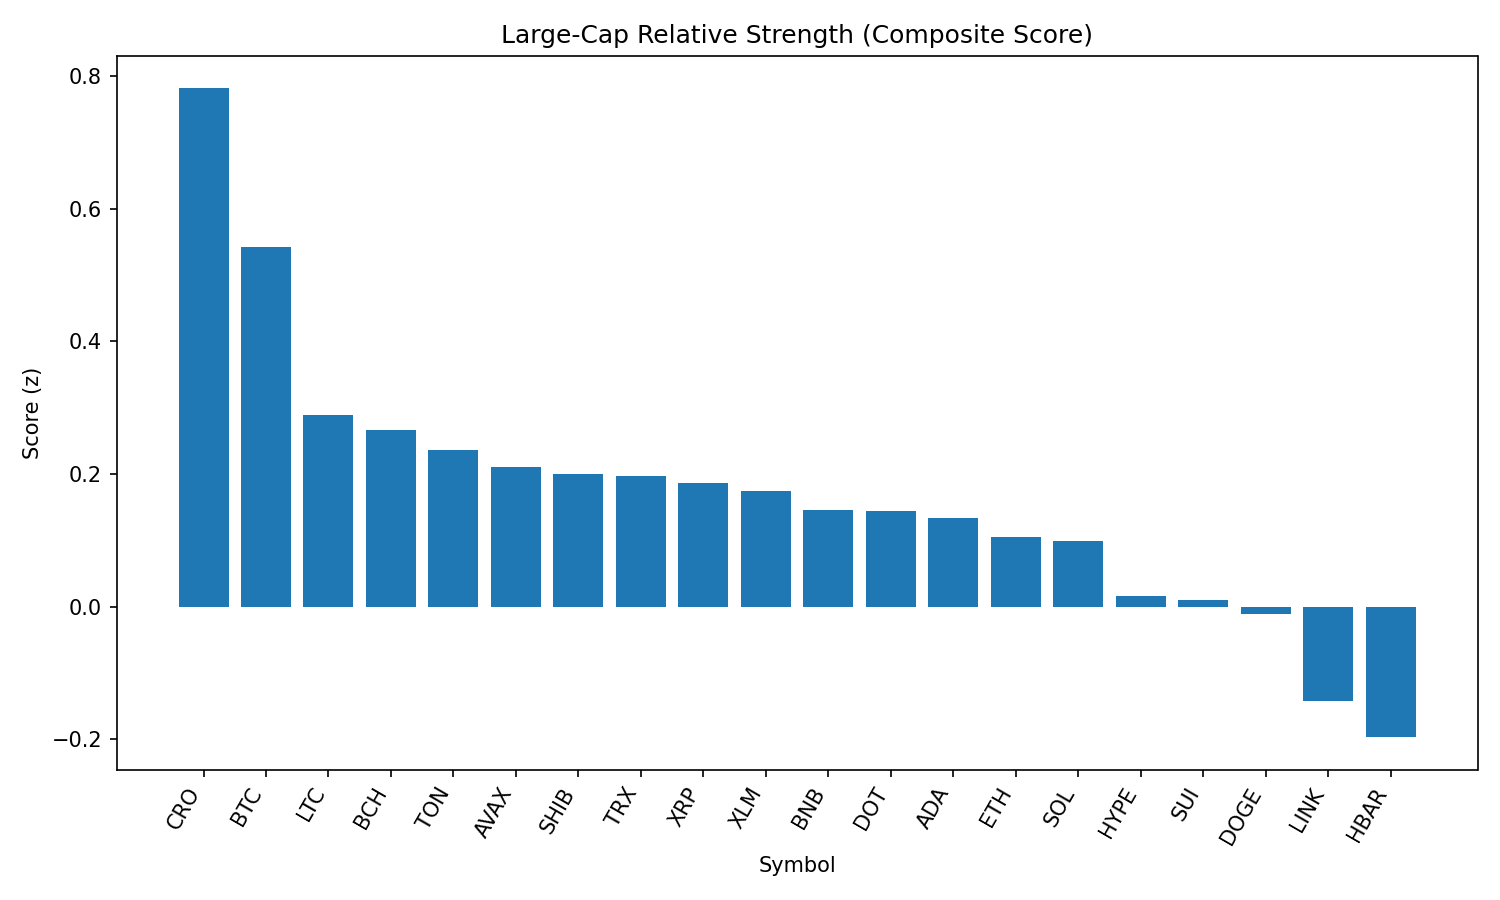 Large-Cap Relative Strength (Composite Score)
Score (z)
0.8
0.6
0.4
0.2
0.0
−0.2
CRO
BTC
LTC
BCH
TON
AVAX
SHIB
TRX
XRP
XLM
BNB
DOT
ADA
ETH
SOL
HYPE
SUI
DOGE
LINK
HBAR
Symbol